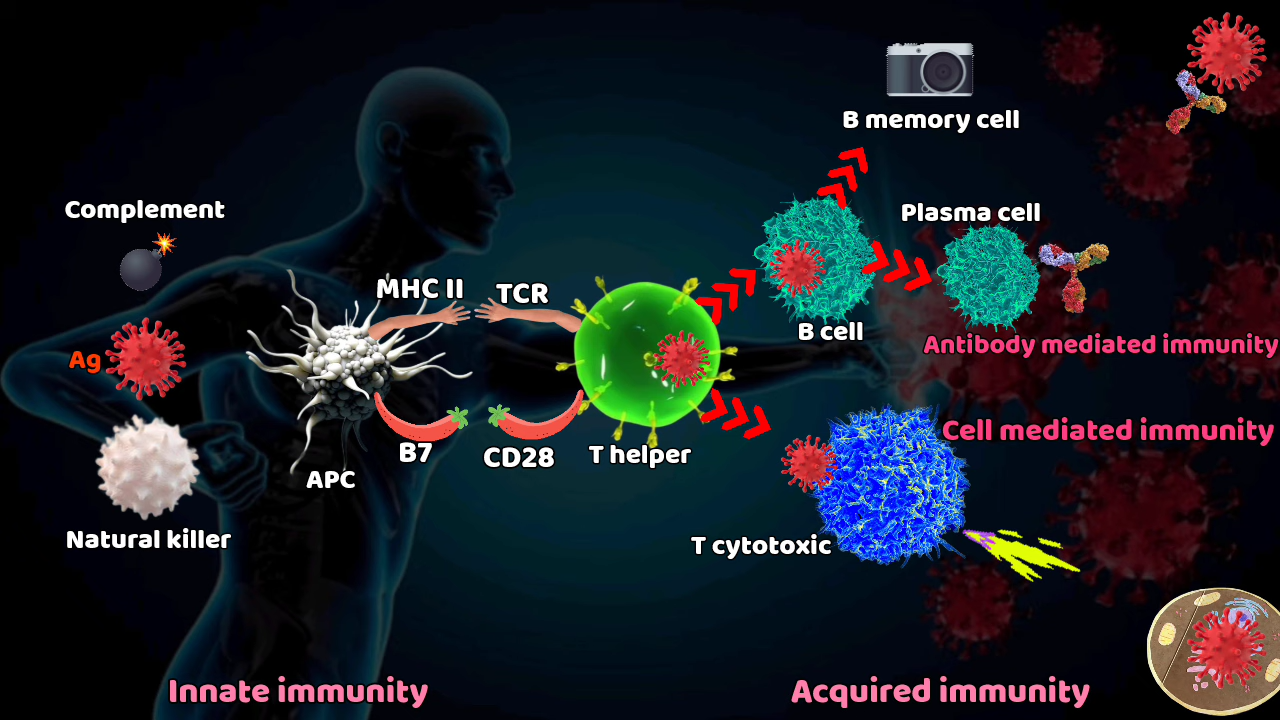 B memory cell
Complement
Plasma cell
MHC II
TCR
B cell
Antibody mediated immunity
Ag
Cell mediated immunity
B7
CD28
T helper
APC
Natural killer
T cytotoxic
Innate immunity
Acquired immunity